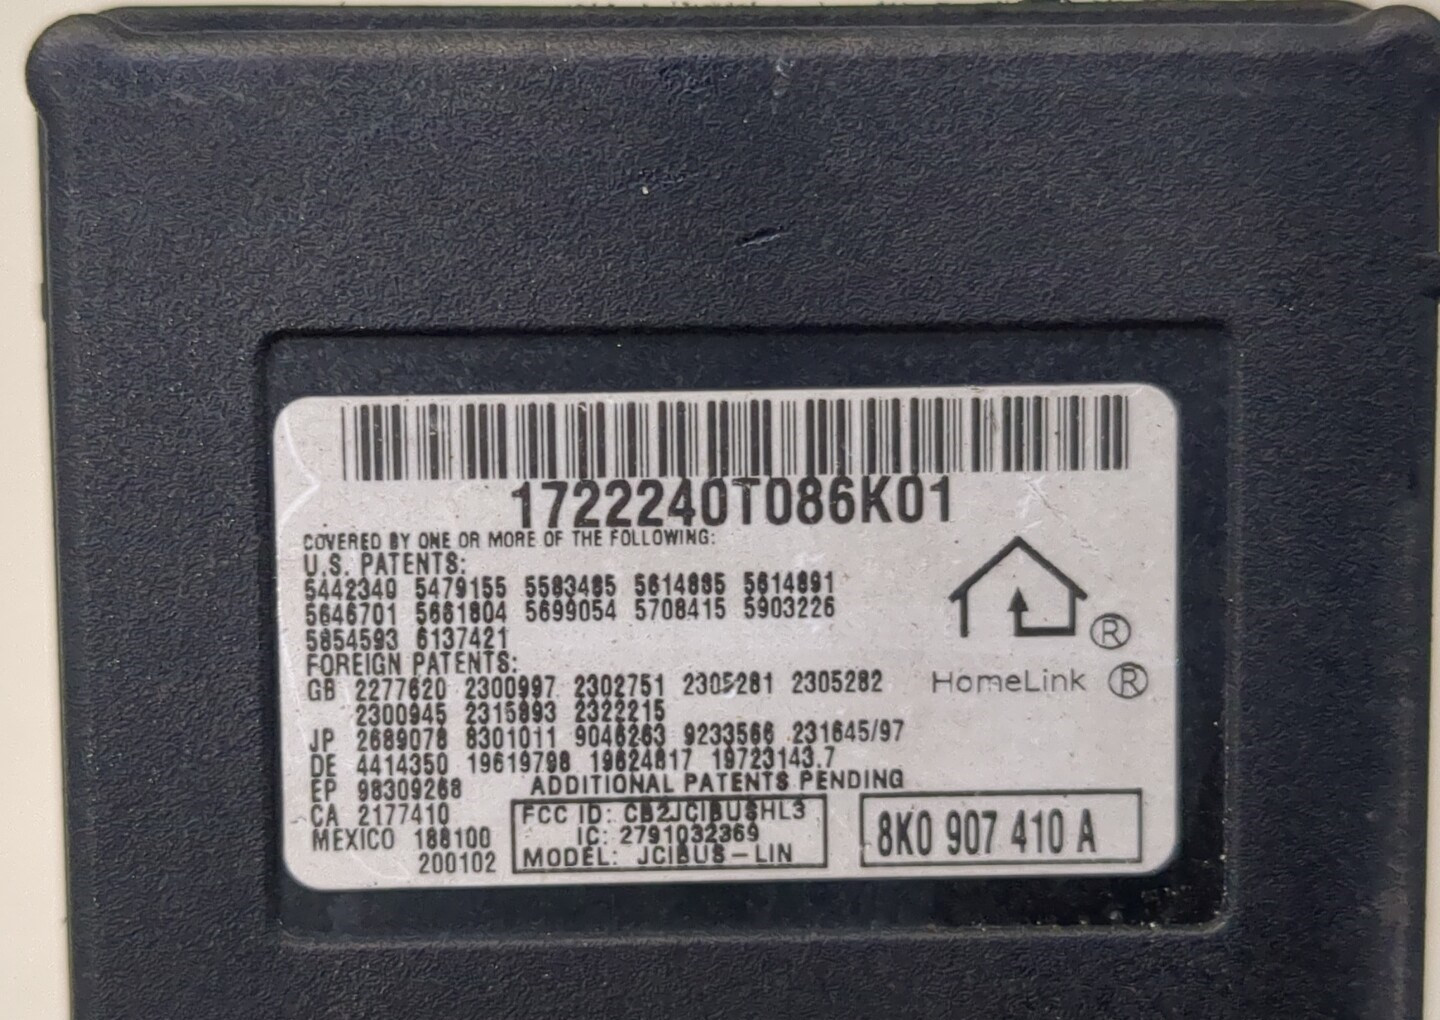 1722240T086K01
COVERED BY ONE OR MORE OF THE FOLLOWING:
U.S. PATENTS:
5442340 5479155 5583485 5614885 5614891
5646701 5661804 5699054 5708415 5903226
5854593 6137421
FOREIGN PATENTS:
GB 2277620 2300997 2302751 2305281 2305282
2300945 2315893 2322215
JP 2689078 8301011 9046263 9233566 231645/97
DE 4414350 19619798 19624817 19723143.7
EP 98309268 ADDITIONAL PATENTS PENDING
CA 2177410
MEXICO 188100
200102
FCC ID: CB2JCIBUSHL3
IC: 2791032369
MODEL: JCIBUS-LIN
8K0 907 410 A
®
HomeLink ®